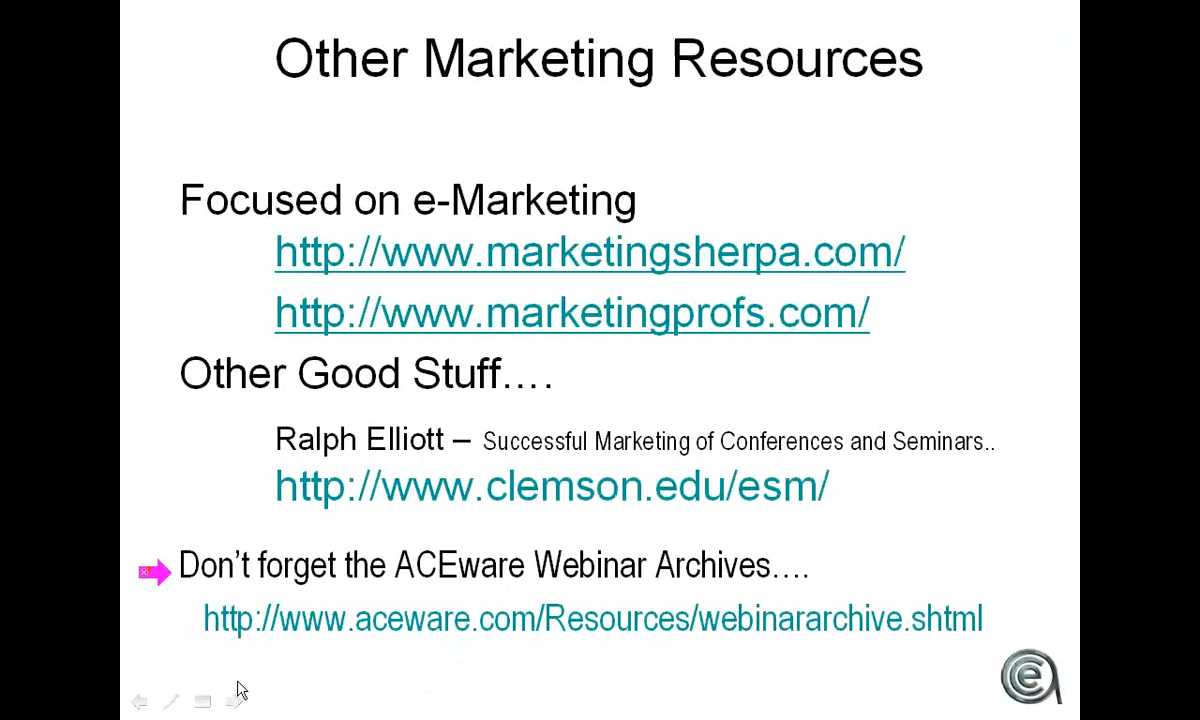 Other Marketing Resources
Focused on e-Marketing
http://www.marketingsherpa.com/
http://www.marketingprofs.com/
Other Good Stuff....
Ralph Elliott – Successful Marketing of Conferences and Seminars..
http://www.clemson.edu/esm/
Don't forget the ACEware Webinar Archives....
http://www.aceware.com/Resources/webinararchive.shtml